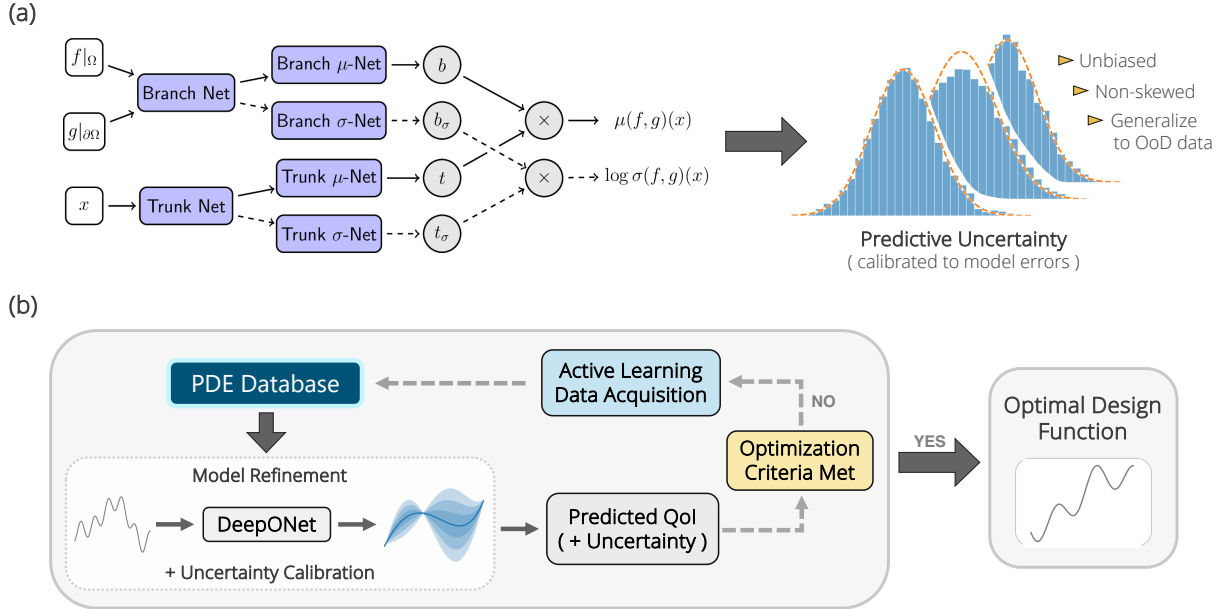 (a)
f|Ω
g|∂Ω
x
Branch Net
Trunk Net
Branch μ-Net
Branch σ-Net
Trunk μ-Net
Trunk σ-Net
b
bσ
t
tσ
×
×
μ(f, g)(x)
log σ(f, g)(x)
Unbiased
Non-skewed
Generalize
to OoD data
Predictive Uncertainty
( calibrated to model errors )
(b)
PDE Database
Active Learning
Data Acquisition
NO
Optimization
Criteria Met
YES
Optimal Design
Function
Model Refinement
DeepONet
+ Uncertainty Calibration
Predicted QoI
( + Uncertainty )